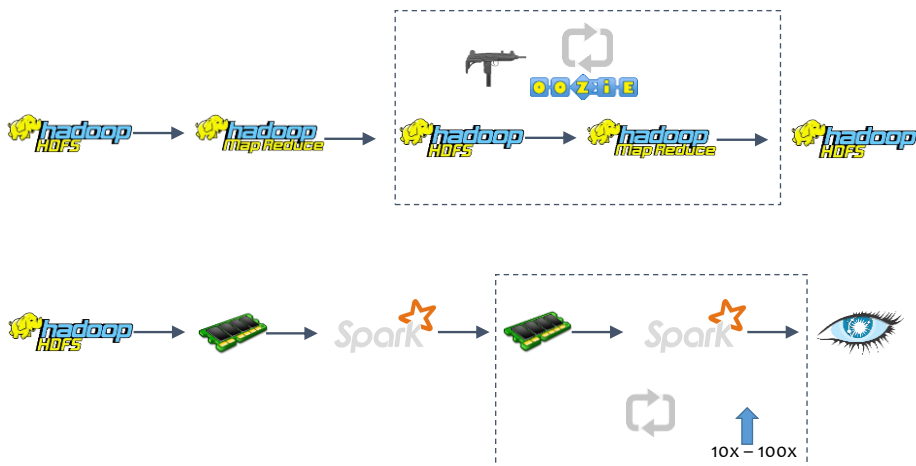 OOZiE
hadoop
HDFS
hadoop
Map Reduce
hadoop
HDFS
hadoop
Map Reduce
hadoop
HDFS
hadoop
HDFS
Spark
Spark
10x – 100x